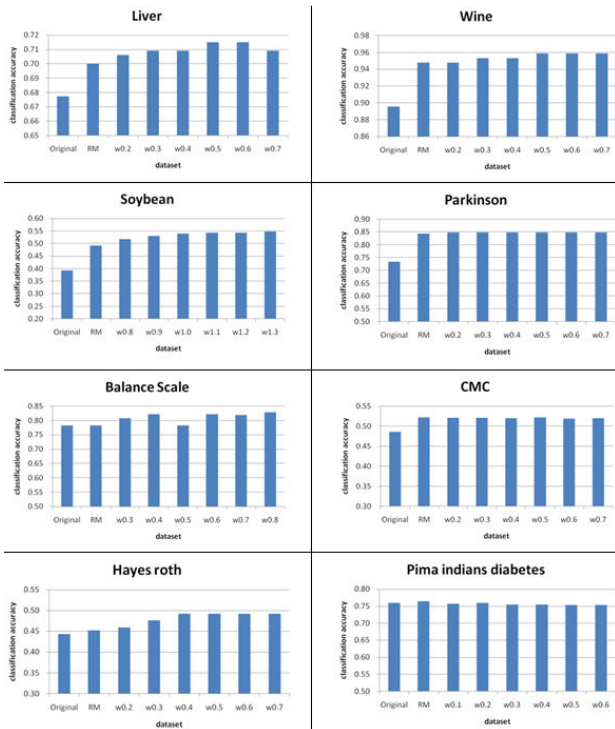 Liver
classification accuracy
0.72
0.71
0.70
0.69
0.68
0.67
0.66
0.65
Original RM w0.2 w0.3 w0.4 w0.5 w0.6 w0.7
dataset
Wine
classification accuracy
0.98
0.96
0.94
0.92
0.90
0.88
0.86
Original RM w0.2 w0.3 w0.4 w0.5 w0.6 w0.7
dataset
Soybean
classification accuracy
0.60
0.55
0.50
0.45
0.40
0.35
0.30
0.25
0.20
Original RM w0.8 w0.9 w1.0 w1.1 w1.2 w1.3
dataset
Parkinson
classification accuracy
0.90
0.85
0.80
0.75
0.70
0.65
0.60
0.55
0.50
Original RM w0.2 w0.3 w0.4 w0.5 w0.6 w0.7
dataset
Balance Scale
classification accuracy
0.85
0.80
0.75
0.70
0.65
0.60
0.55
0.50
Original RM w0.3 w0.4 w0.5 w0.6 w0.7 w0.8
dataset
CMC
classification accuracy
0.55
0.50
0.45
0.40
0.35
0.30
Original RM w0.2 w0.3 w0.4 w0.5 w0.6 w0.7
dataset
Hayes roth
classification accuracy
0.55
0.50
0.45
0.40
0.35
0.30
Original RM w0.2 w0.3 w0.4 w0.5 w0.6 w0.7
dataset
Pima indians diabetes
classification accuracy
0.80
0.75
0.70
0.65
0.60
0.55
0.50
Original RM w0.1 w0.2 w0.3 w0.4 w0.5 w0.6
dataset